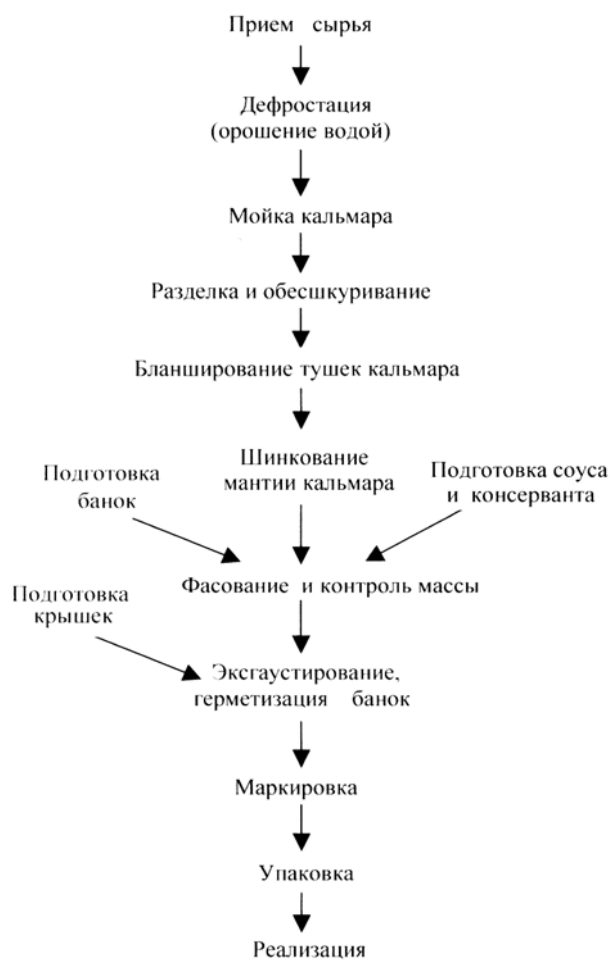 Прием сырья
Дефростация
(орошение водой)
Мойка кальмара
Разделка и обесшкуривание
Бланширование тушек кальмара
Шинкование
мантии кальмара
Подготовка
банок
Подготовка соуса
и консерванта
Фасование и контроль массы
Подготовка
крышек
Эксгаустирование,
герметизация банок
Маркировка
Упаковка
Реализация